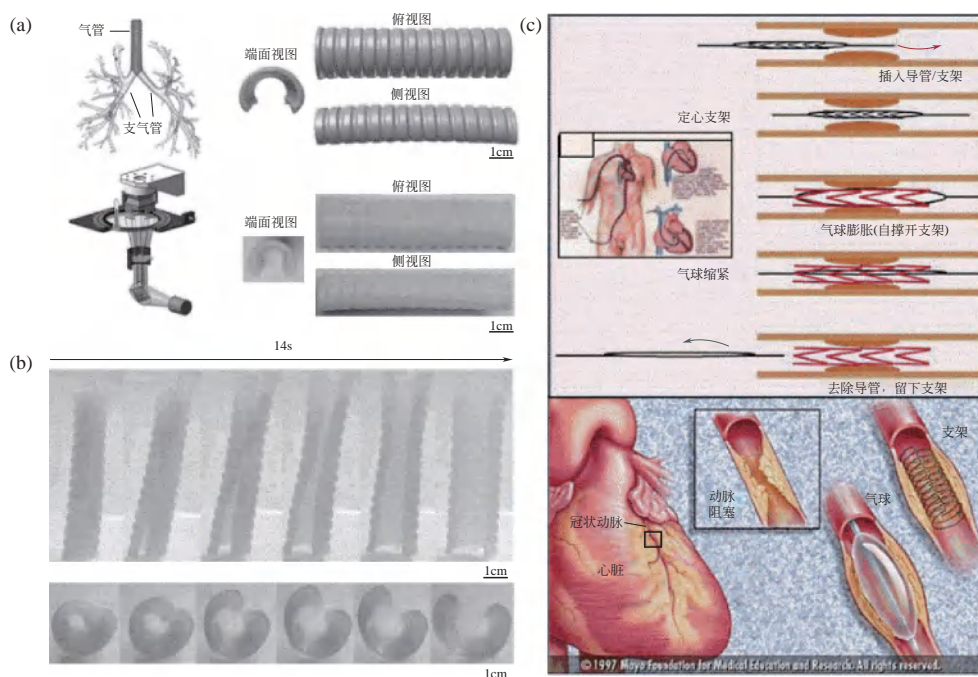 (a)
气管
支气管
端面视图
俯视图
侧视图
1cm
端面视图
俯视图
侧视图
1cm
(b)
14s
1cm
1cm
(c)
插入导管/支架
定心支架
气球膨胀(自撑开支架)
气球缩紧
去除导管，留下支架
动脉
阻塞
冠状动脉
心脏
支架
气球
© 1997 Mayo Foundation for Medical Education and Research. All rights reserved.